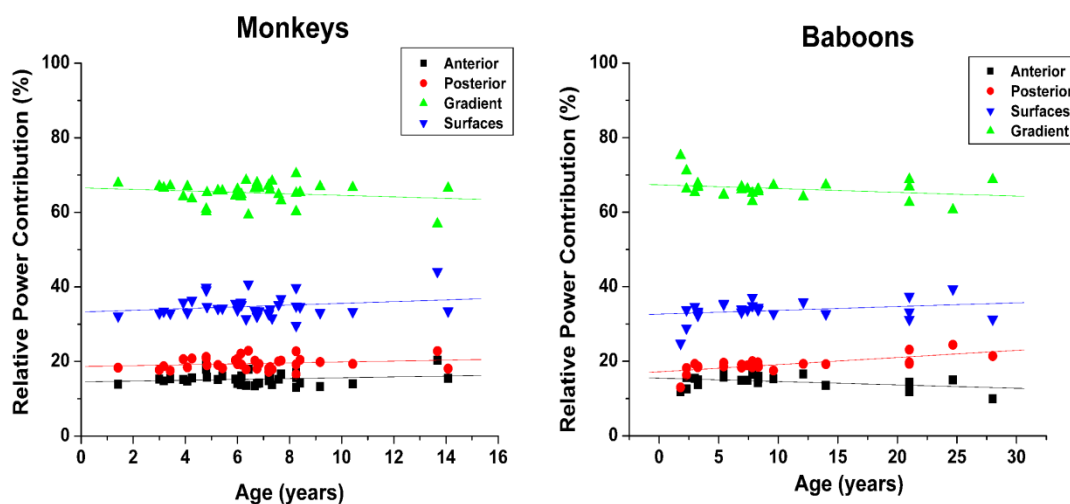 Monkeys
Relative Power Contribution (%)
100
80
60
40
20
0
Anterior
Posterior
Gradient
Surfaces
0 2 4 6 8 10 12 14 16
Age (years)
Baboons
Relative Power Contribution (%)
100
80
60
40
20
0
Anterior
Posterior
Surfaces
Gradient
0 5 10 15 20 25 30
Age (years)